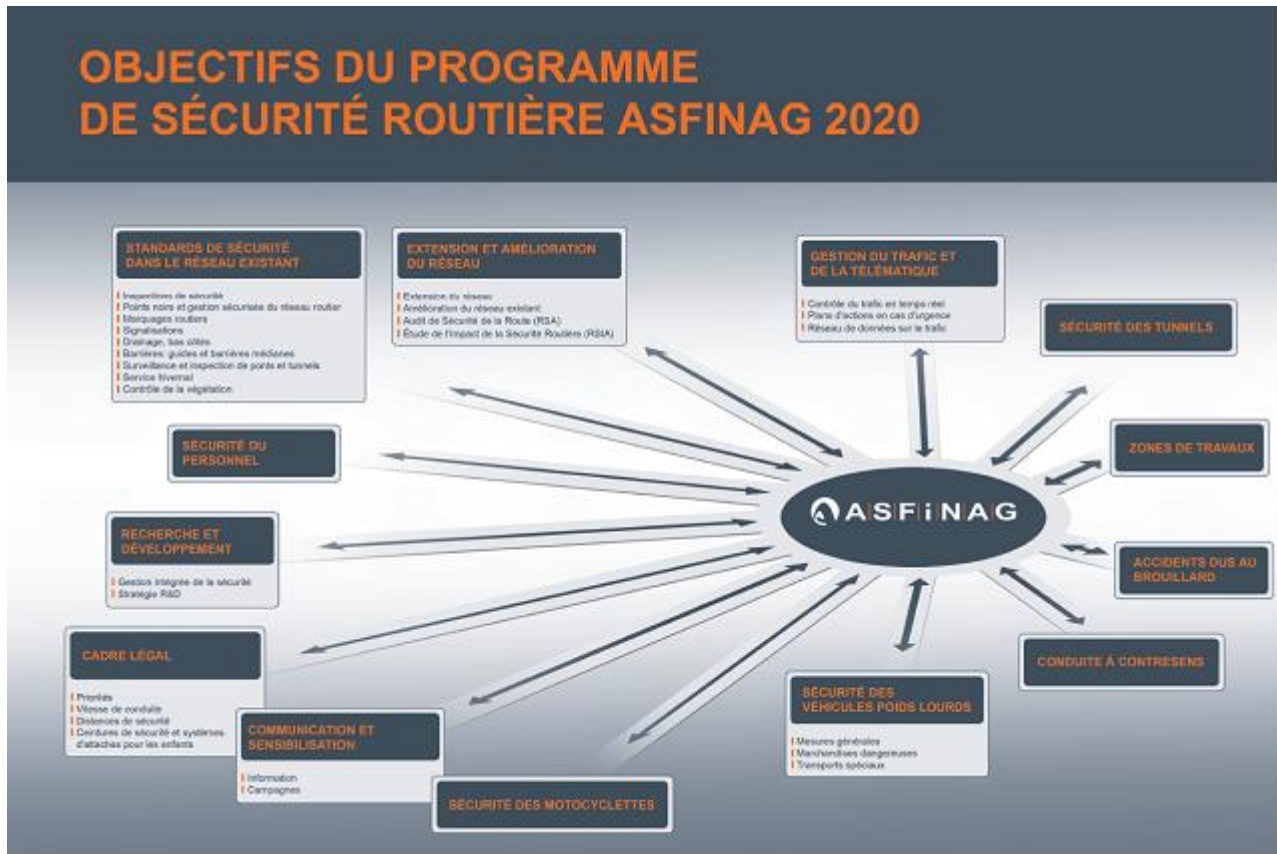 OBJECTIFS DU PROGRAMME
DE SÉCURITÉ ROUTIÈRE ASFINAG 2020
STANDARDS DE SÉCURITÉ
DANS LE RÉSEAU EXISTANT
Inspections de sécurité
Points noirs et gestion sécurisée du réseau routier
Marquages routiers
Signalisations
Drainage, bas côtés
Barrières: guides et barrières médianes
Surveillance et inspection de ponts et tunnels
Service hivernal
Contrôle de la végétation
EXTENSION ET AMÉLIORATION
DU RÉSEAU
Extension du réseau
Amélioration du réseau existant
Audit de Sécurité de la Route (RSA)
Étude de l'Impact de la Sécurité Routière (RSIA)
GESTION DU TRAFIC ET
DE LA TÉLÉMATIQUE
Contrôle du trafic en temps réel
Plans d'actions en cas d'urgence
Réseau de données sur le trafic
SÉCURITÉ DES TUNNELS
SÉCURITÉ DU
PERSONNEL
ZONES DE TRAVAUX
ASFiNAG
RECHERCHE ET
DÉVELOPPEMENT
Gestion intégrée de la sécurité
Stratégie R&D
ACCIDENTS DUS AU
BROUILLARD
CADRE LÉGAL
Priorités
Vitesse de conduite
Distances de sécurité
Ceintures de sécurité et systèmes
d'attaches pour les enfants
CONDUITE À CONTRESENS
COMMUNICATION ET
SENSIBILISATION
Information
Campagnes
SÉCURITÉ DES
VÉHICULES POIDS LOURDS
Mesures générales
Marchandises dangereuses
Transports spéciaux
SÉCURITÉ DES MOTOCYCLETTES